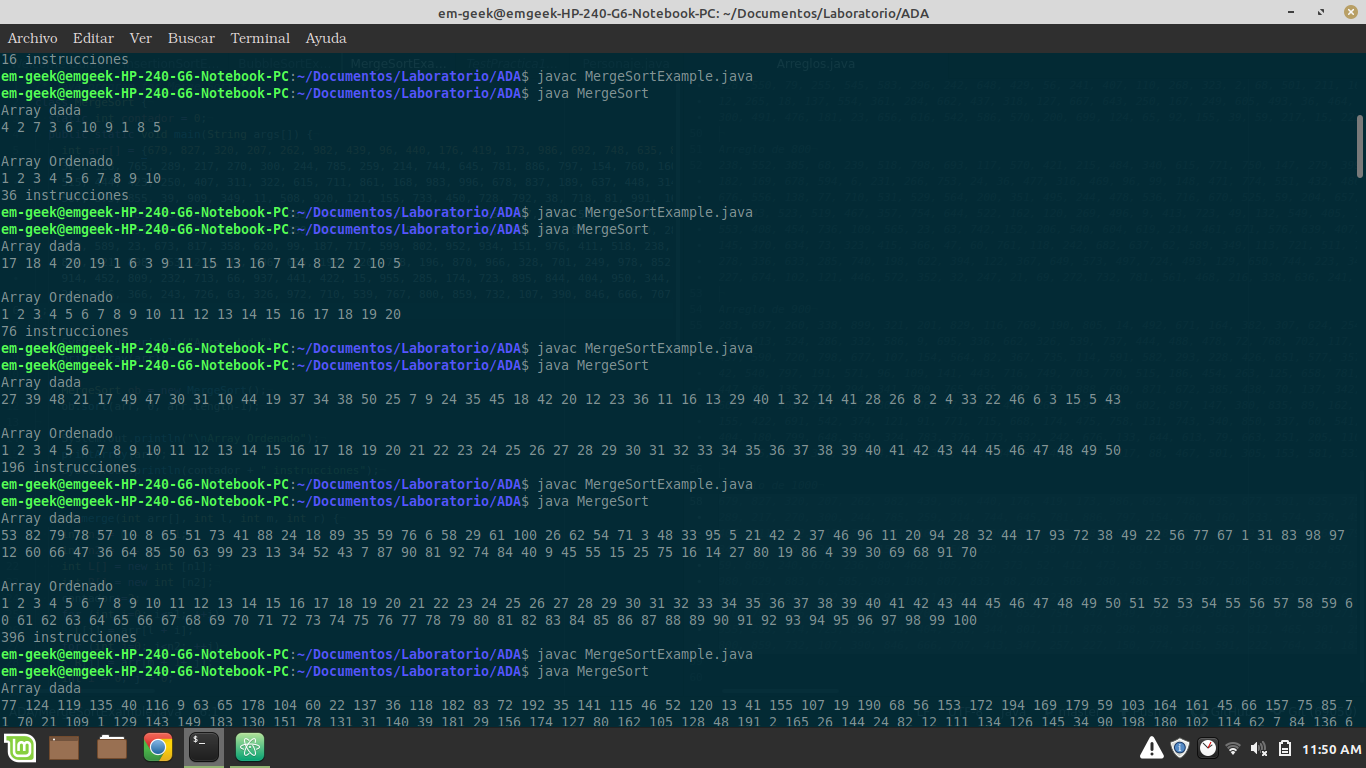 em-geek@emgeek-HP-240-G6-Notebook-PC: ~/Documentos/Laboratorio/ADA
Archivo Editar Ver Buscar Terminal Ayuda
16 instrucciones
em-geek@emgeek-HP-240-G6-Notebook-PC:~/Documentos/Laboratorio/ADA$ javac MergeSortExample.java
em-geek@emgeek-HP-240-G6-Notebook-PC:~/Documentos/Laboratorio/ADA$ java MergeSort
Array dada
4 2 7 3 6 10 9 1 8 5
Array Ordenado
1 2 3 4 5 6 7 8 9 10
36 instrucciones
em-geek@emgeek-HP-240-G6-Notebook-PC:~/Documentos/Laboratorio/ADA$ javac MergeSortExample.java
em-geek@emgeek-HP-240-G6-Notebook-PC:~/Documentos/Laboratorio/ADA$ java MergeSort
Array dada
17 18 4 20 19 1 6 3 9 11 15 13 16 7 14 8 12 2 10 5
Array Ordenado
1 2 3 4 5 6 7 8 9 10 11 12 13 14 15 16 17 18 19 20
76 instrucciones
em-geek@emgeek-HP-240-G6-Notebook-PC:~/Documentos/Laboratorio/ADA$ javac MergeSortExample.java
em-geek@emgeek-HP-240-G6-Notebook-PC:~/Documentos/Laboratorio/ADA$ java MergeSort
Array dada
27 39 48 21 17 49 47 30 31 10 44 19 37 34 38 50 25 7 9 24 35 45 18 42 20 12 23 36 11 16 13 29 40 1 32 14 41 28 26 8 2 4 33 22 46 6 3 15 5 43
Array Ordenado
1 2 3 4 5 6 7 8 9 10 11 12 13 14 15 16 17 18 19 20 21 22 23 24 25 26 27 28 29 30 31 32 33 34 35 36 37 38 39 40 41 42 43 44 45 46 47 48 49 50
196 instrucciones
em-geek@emgeek-HP-240-G6-Notebook-PC:~/Documentos/Laboratorio/ADA$ javac MergeSortExample.java
em-geek@emgeek-HP-240-G6-Notebook-PC:~/Documentos/Laboratorio/ADA$ java MergeSort
Array dada
53 82 79 78 57 10 8 65 51 73 41 88 24 18 89 35 59 76 6 58 29 61 100 26 62 54 71 3 48 33 95 5 21 42 2 37 46 96 11 20 94 28 32 44 17 93 72 38 49 22 56 77 67 1 31 83 98 97
12 60 66 47 36 64 85 50 63 99 23 13 34 52 43 7 87 90 81 92 74 84 40 9 45 55 15 25 75 16 14 27 80 19 86 4 39 30 69 68 91 70
Array Ordenado
1 2 3 4 5 6 7 8 9 10 11 12 13 14 15 16 17 18 19 20 21 22 23 24 25 26 27 28 29 30 31 32 33 34 35 36 37 38 39 40 41 42 43 44 45 46 47 48 49 50 51 52 53 54 55 56 57 58 59 6
0 61 62 63 64 65 66 67 68 69 70 71 72 73 74 75 76 77 78 79 80 81 82 83 84 85 86 87 88 89 90 91 92 93 94 95 96 97 98 99 100
396 instrucciones
em-geek@emgeek-HP-240-G6-Notebook-PC:~/Documentos/Laboratorio/ADA$ javac MergeSortExample.java
em-geek@emgeek-HP-240-G6-Notebook-PC:~/Documentos/Laboratorio/ADA$ java MergeSort
Array dada
77 124 119 135 40 116 9 63 65 178 104 60 22 137 36 118 182 83 72 192 35 141 115 46 52 120 13 41 155 107 19 190 68 56 153 172 194 169 179 59 103 164 161 45 66 157 75 85 7
1 70 21 109 1 129 143 149 183 130 151 78 131 31 140 39 181 29 156 174 127 80 162 105 128 48 191 2 165 26 144 24 82 12 111 134 126 145 34 90 198 180 102 114 62 7 84 136 6
11:50 AM